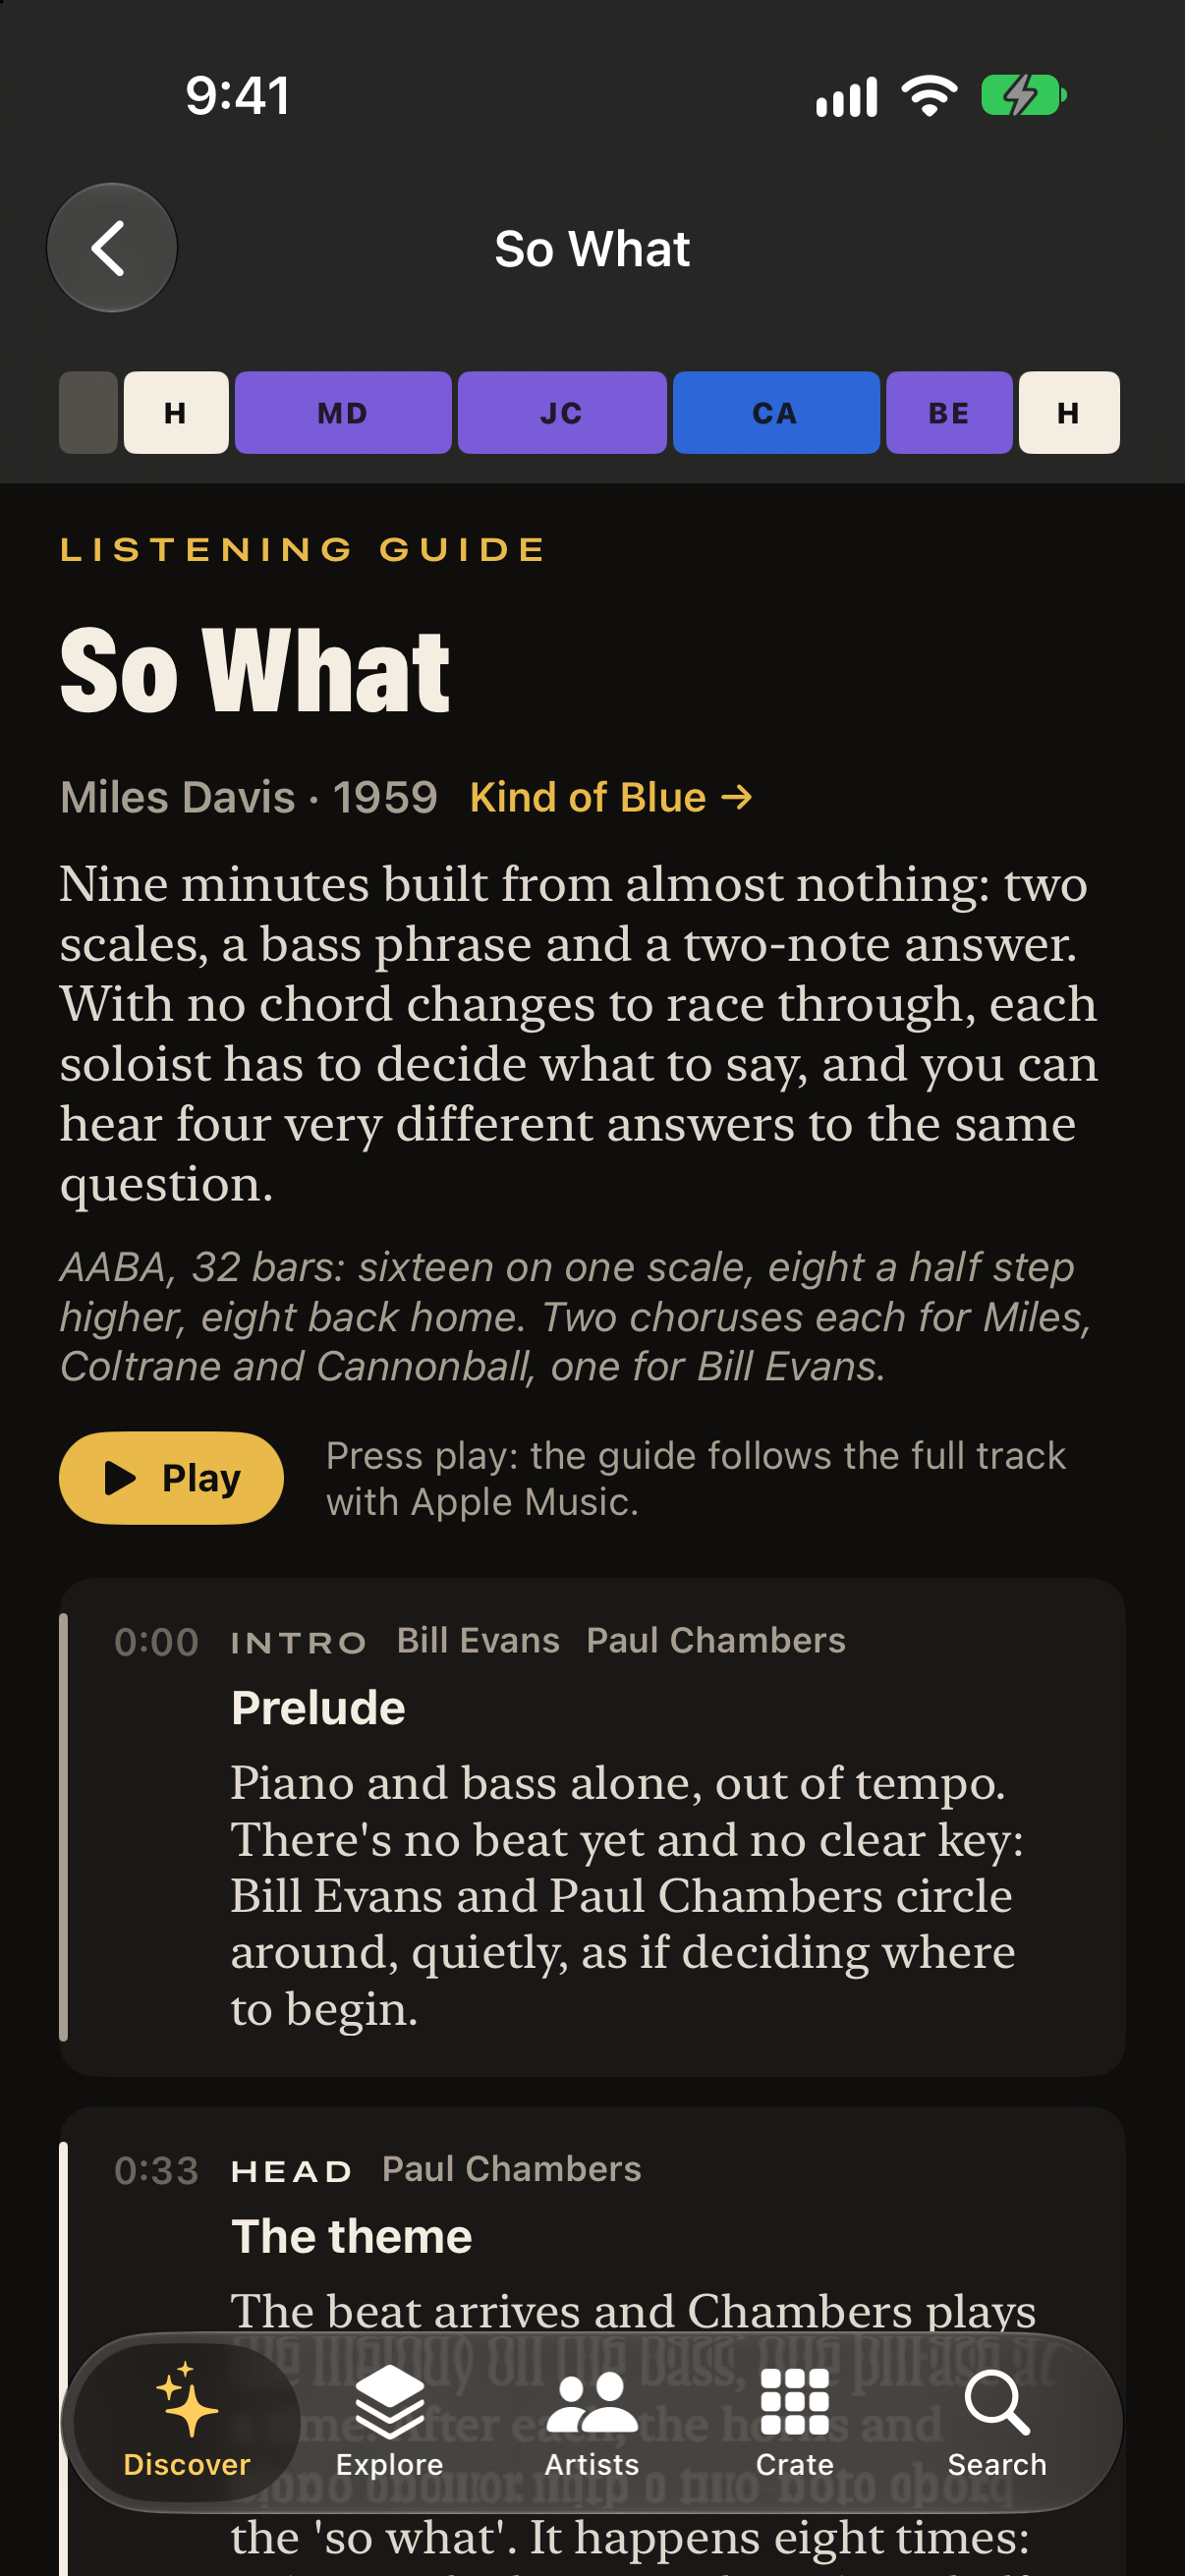 9:41
So What
H MD JC CA BE H
LISTENING GUIDE
So What
Miles Davis · 1959 Kind of Blue →
Nine minutes built from almost nothing: two
scales, a bass phrase and a two-note answer.
With no chord changes to race through, each
soloist has to decide what to say, and you can
hear four very different answers to the same
question.
AABA, 32 bars: sixteen on one scale, eight a half step
higher, eight back home. Two choruses each for Miles,
Coltrane and Cannonball, one for Bill Evans.
Play
Press play: the guide follows the full track
with Apple Music.
0:00 INTRO Bill Evans Paul Chambers
Prelude
Piano and bass alone, out of tempo.
There's no beat yet and no clear key:
Bill Evans and Paul Chambers circle
around, quietly, as if deciding where
to begin.
0:33 HEAD Paul Chambers
The theme
The beat arrives and Chambers plays
Discover Explore Artists Crate Search
the 'so what'. It happens eight times: